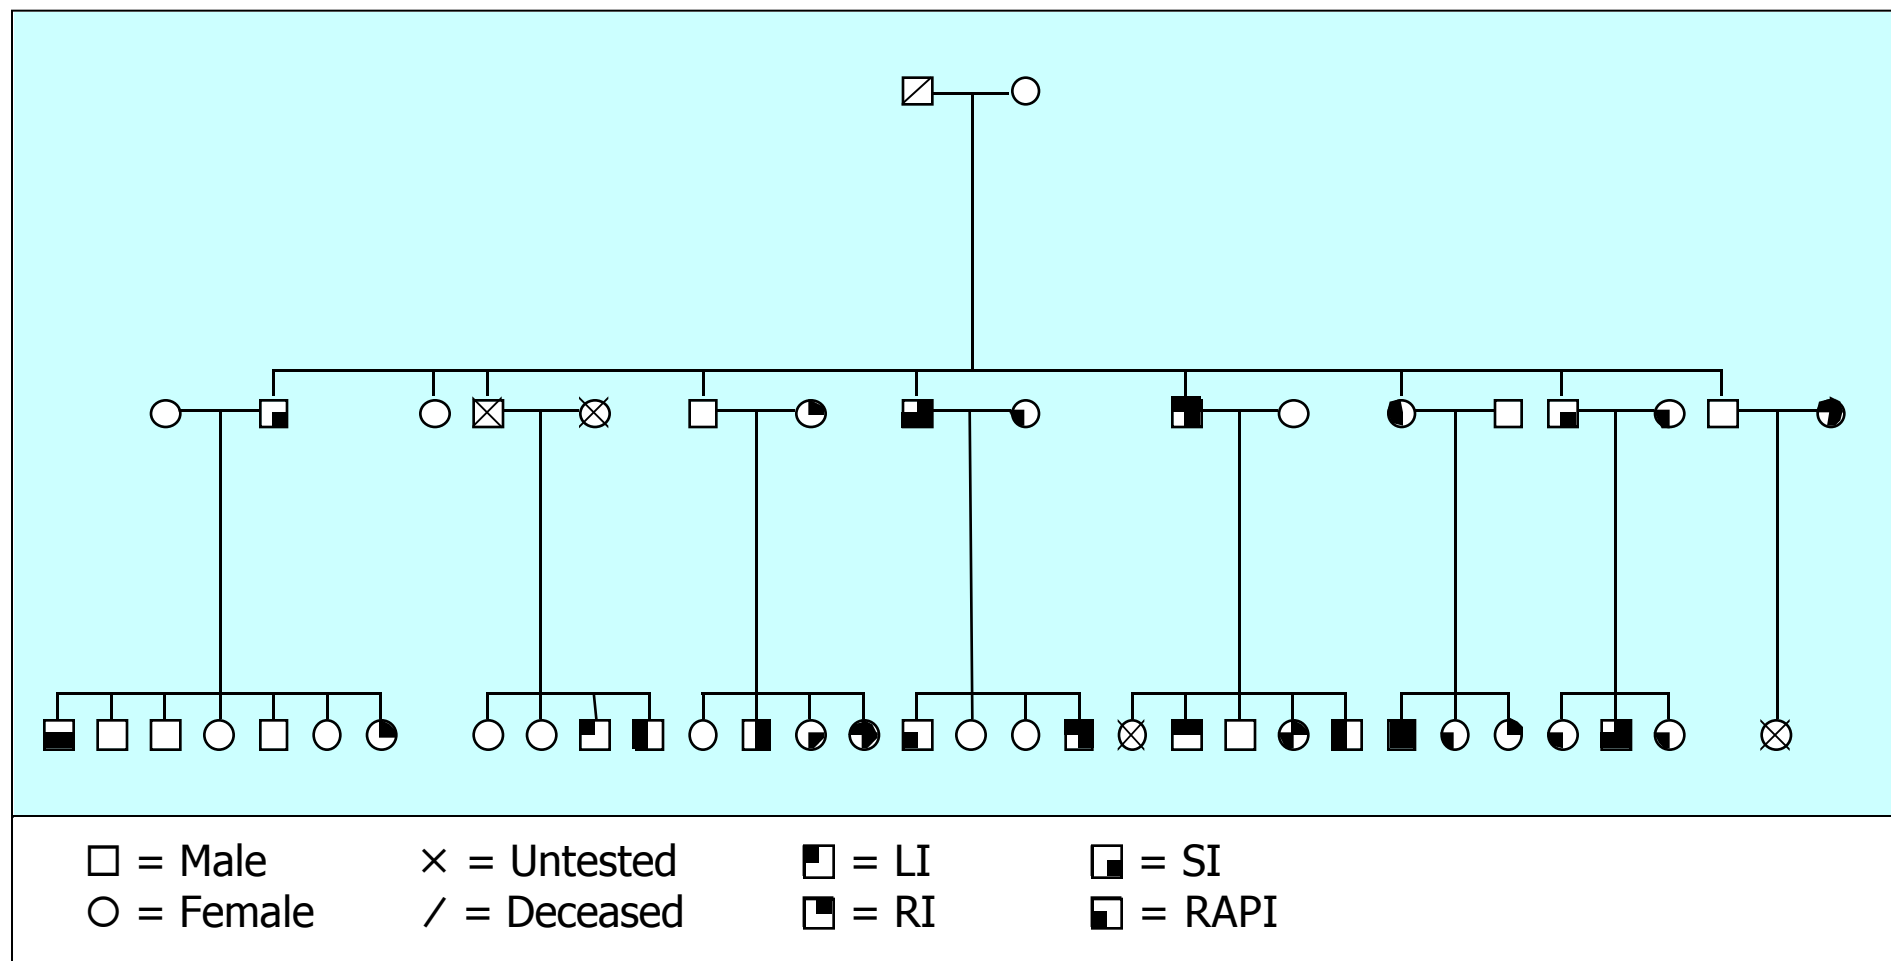 = Male × = Untested = LI = SI
= Female / = Deceased = RI = RAPI